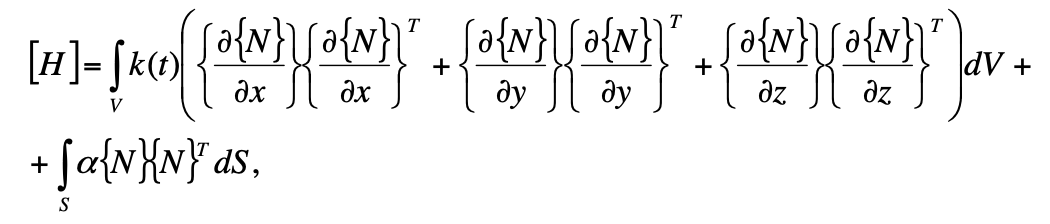 [H]=∫_V k(t)({∂{N}/∂x}{∂{N}/∂x}^T + {∂{N}/∂y}{∂{N}/∂y}^T + {∂{N}/∂z}{∂{N}/∂z}^T)dV +
+ ∫_S α{N}{N}^T dS,